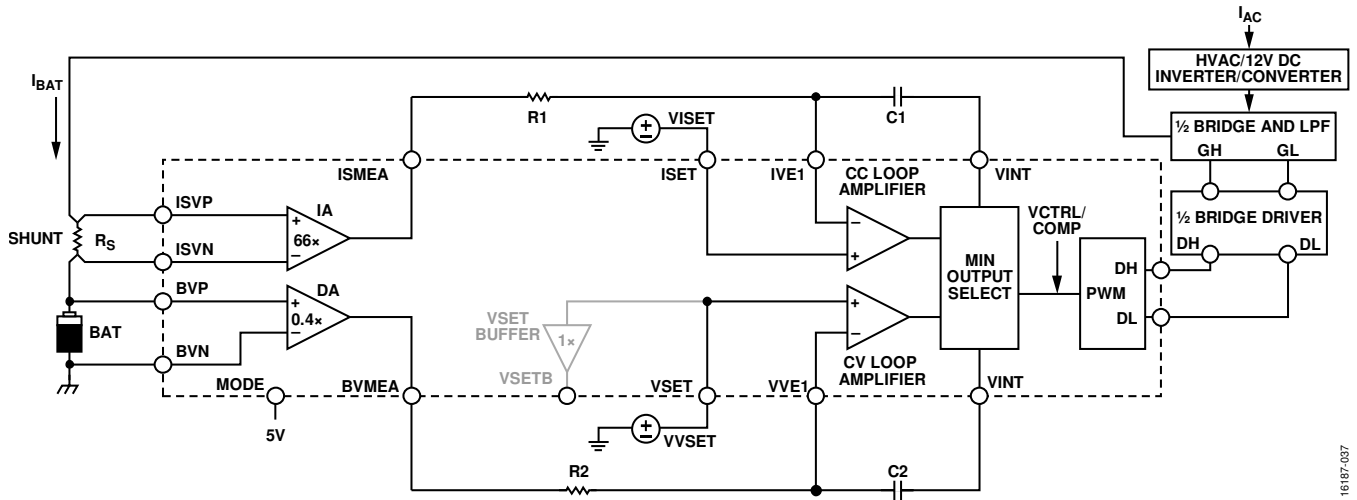 I_AC
HVAC/12V DC
INVERTER/CONVERTER
I_BAT
R1
C1
VISET
½ BRIDGE AND LPF
GH
GL
ISMEA
ISET
IVE1
CC LOOP
AMPLIFIER
VINT
ISVP
IA
+
66×
−
SHUNT
R_S
ISVN
−
+
MIN
OUTPUT
SELECT
VCTRL/
COMP
½ BRIDGE DRIVER
DH
DL
DH
PWM
DL
BVP
DA
+
0.4×
−
BAT
BVN
VSET
BUFFER
1×
VSETB
+
−
CV LOOP
AMPLIFIER
MODE
BVMEA
VSET
VVE1
VINT
5V
VVSET
R2
C2
16187-037